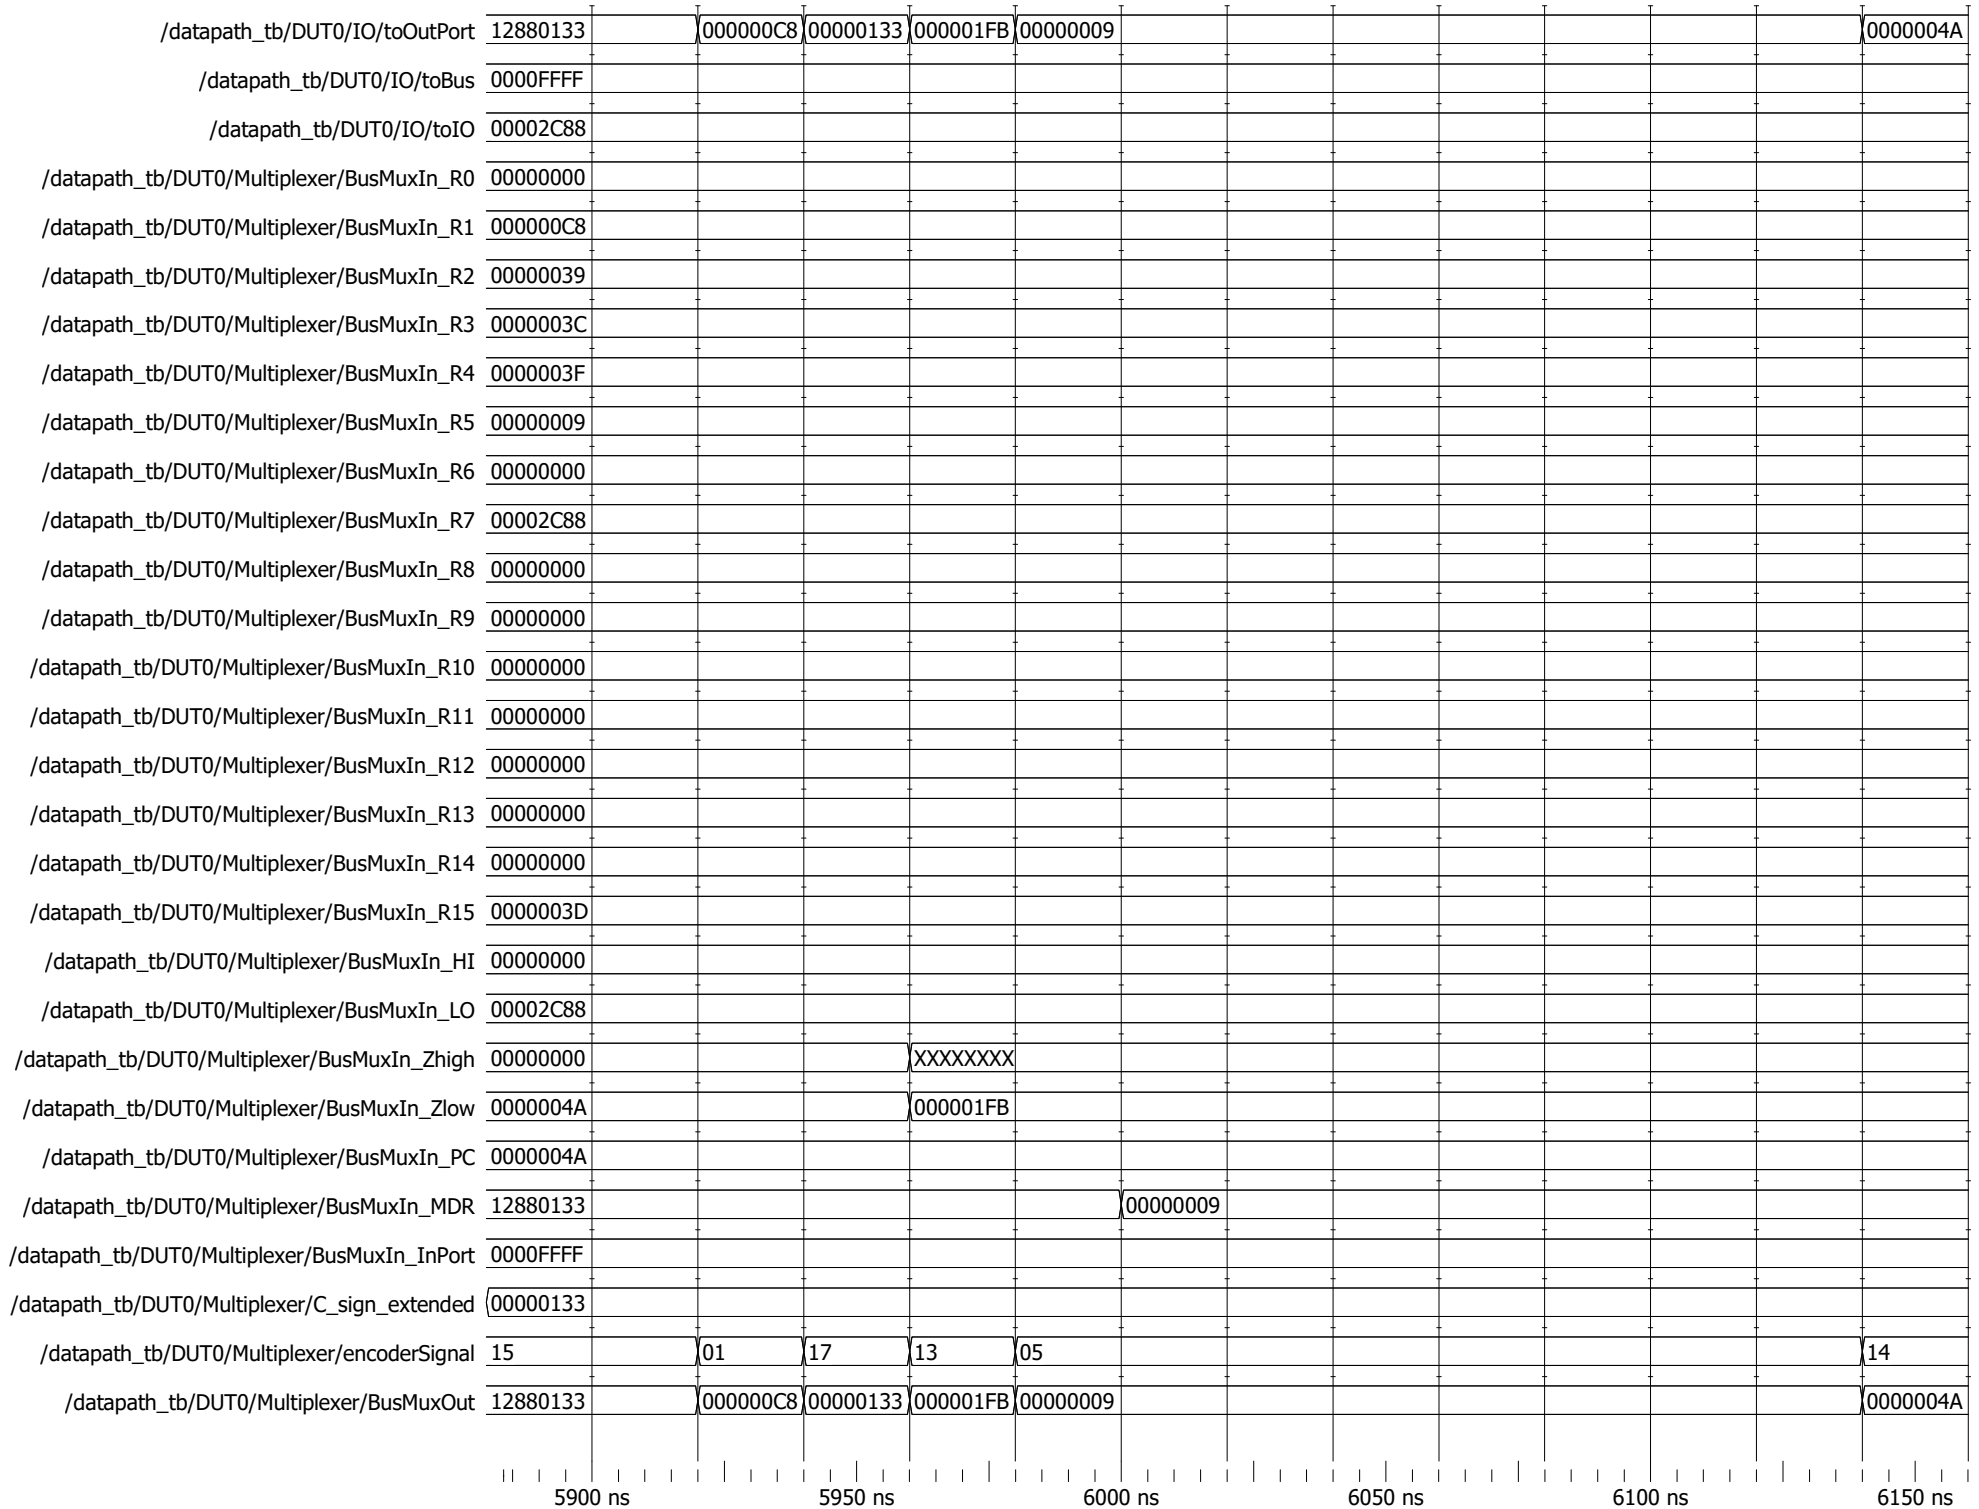 /datapath_tb/DUT0/IO/toOutPort 12880133 000000C8 00000133 000001FB 00000009 0000004A
/datapath_tb/DUT0/IO/toBus 0000FFFF
/datapath_tb/DUT0/IO/toIO 00002C88
/datapath_tb/DUT0/Multiplexer/BusMuxIn_R0 00000000
/datapath_tb/DUT0/Multiplexer/BusMuxIn_R1 000000C8
/datapath_tb/DUT0/Multiplexer/BusMuxIn_R2 00000039
/datapath_tb/DUT0/Multiplexer/BusMuxIn_R3 0000003C
/datapath_tb/DUT0/Multiplexer/BusMuxIn_R4 0000003F
/datapath_tb/DUT0/Multiplexer/BusMuxIn_R5 00000009
/datapath_tb/DUT0/Multiplexer/BusMuxIn_R6 00000000
/datapath_tb/DUT0/Multiplexer/BusMuxIn_R7 00002C88
/datapath_tb/DUT0/Multiplexer/BusMuxIn_R8 00000000
/datapath_tb/DUT0/Multiplexer/BusMuxIn_R9 00000000
/datapath_tb/DUT0/Multiplexer/BusMuxIn_R10 00000000
/datapath_tb/DUT0/Multiplexer/BusMuxIn_R11 00000000
/datapath_tb/DUT0/Multiplexer/BusMuxIn_R12 00000000
/datapath_tb/DUT0/Multiplexer/BusMuxIn_R13 00000000
/datapath_tb/DUT0/Multiplexer/BusMuxIn_R14 00000000
/datapath_tb/DUT0/Multiplexer/BusMuxIn_R15 0000003D
/datapath_tb/DUT0/Multiplexer/BusMuxIn_HI 00000000
/datapath_tb/DUT0/Multiplexer/BusMuxIn_LO 00002C88
/datapath_tb/DUT0/Multiplexer/BusMuxIn_Zhigh 00000000 XXXXXXXX
/datapath_tb/DUT0/Multiplexer/BusMuxIn_Zlow 0000004A 000001FB
/datapath_tb/DUT0/Multiplexer/BusMuxIn_PC 0000004A
/datapath_tb/DUT0/Multiplexer/BusMuxIn_MDR 12880133 00000009
/datapath_tb/DUT0/Multiplexer/BusMuxIn_InPort 0000FFFF
/datapath_tb/DUT0/Multiplexer/C_sign_extended 00000133
/datapath_tb/DUT0/Multiplexer/encoderSignal 15 01 17 13 05 14
/datapath_tb/DUT0/Multiplexer/BusMuxOut 12880133 000000C8 00000133 000001FB 00000009 0000004A
5900 ns 5950 ns 6000 ns 6050 ns 6100 ns 6150 ns